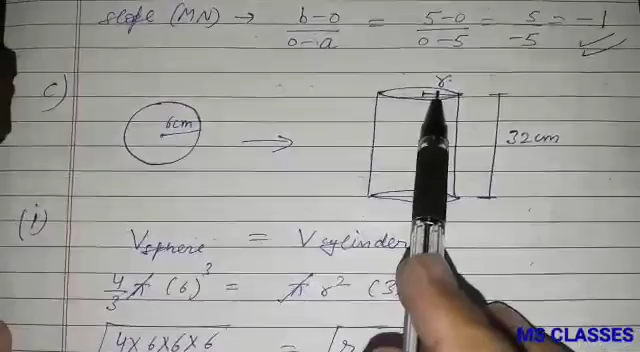 slope (MN) → b-0/0-a = 5-0/0-5 = 5/-5 = -1
c)
6cm
r
32cm
(i)
Vsphere = Vcylinder
4/3 π (6)³ = π r² (3
4×6×6×6 =
MS CLASSES